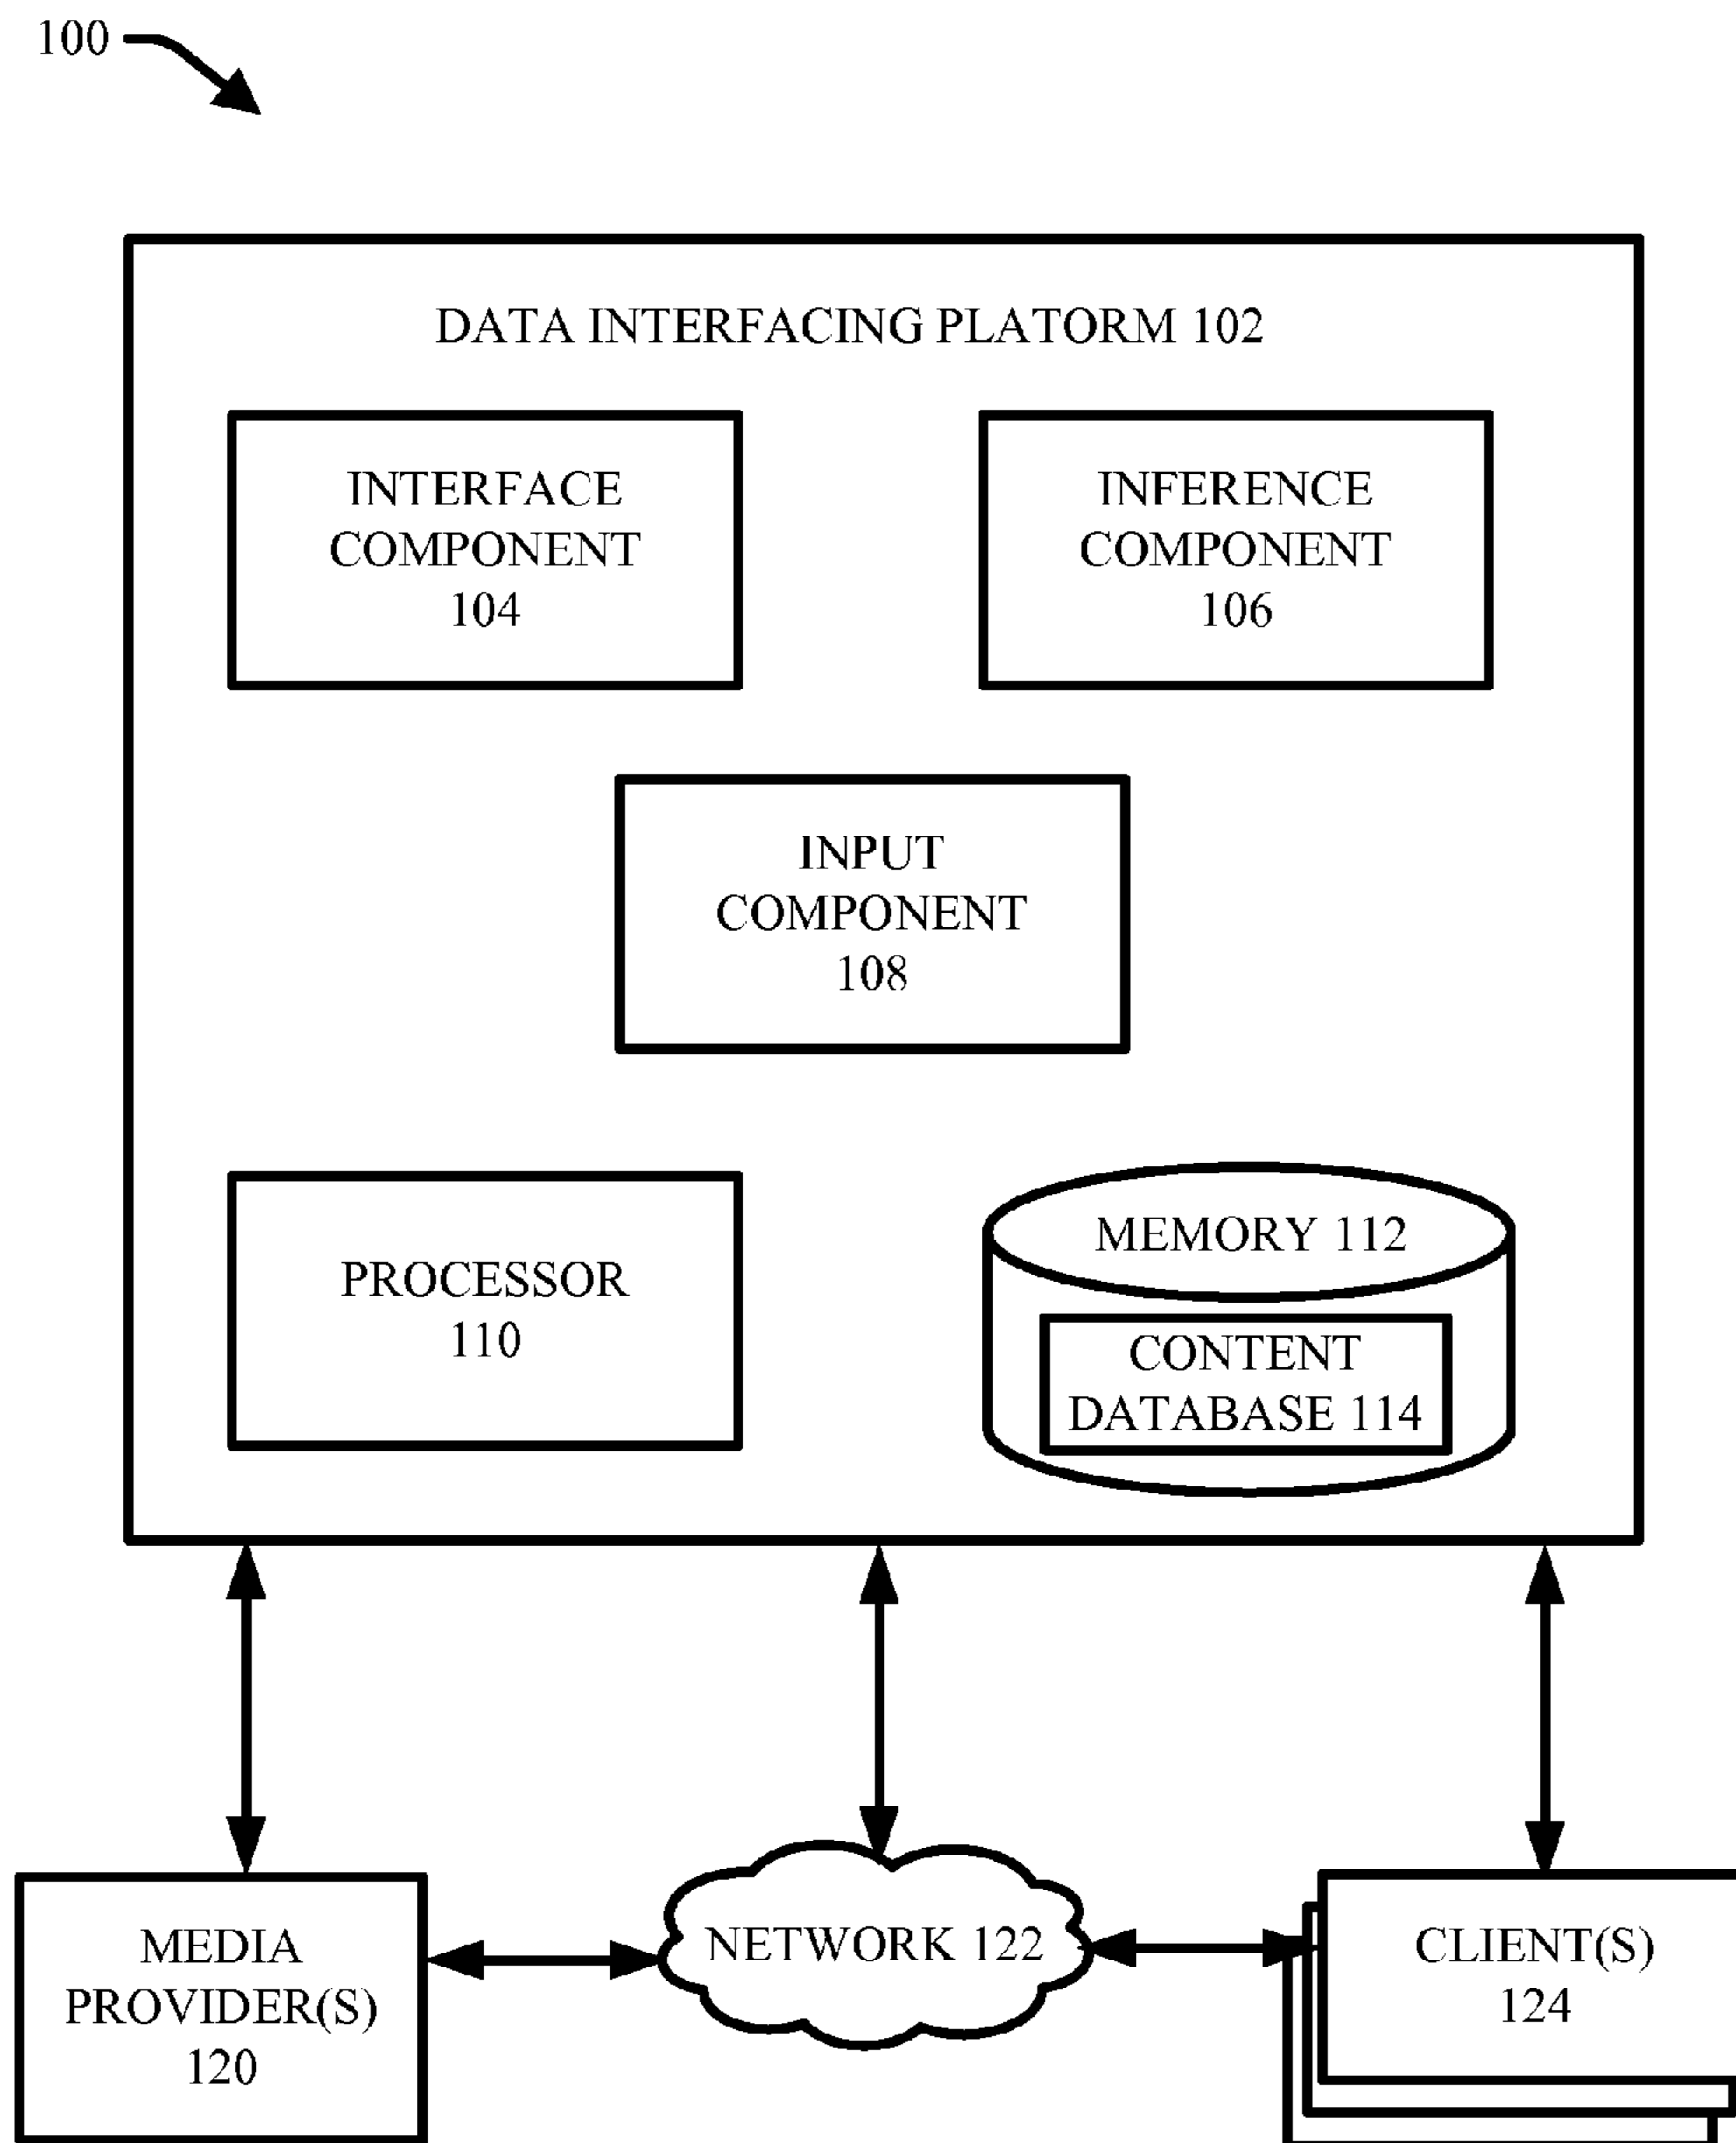 100
DATA INTERFACING PLATORM 102
INTERFACE
COMPONENT
104
INFERENCE
COMPONENT
106
INPUT
COMPONENT
108
PROCESSOR
110
MEMORY 112
CONTENT
DATABASE 114
MEDIA
PROVIDER(S)
120
NETWORK 122
CLIENT(S)
124